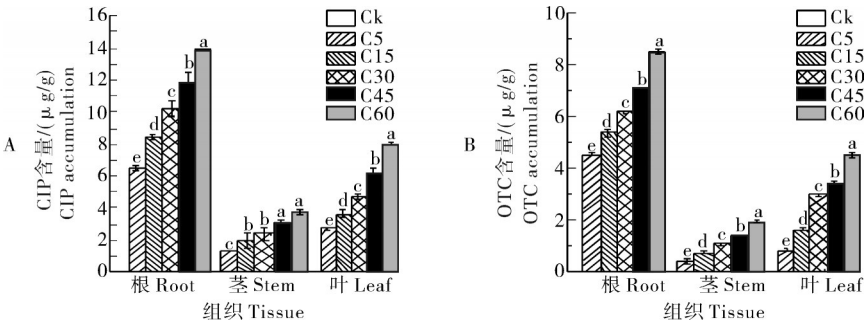 A
CIP含量/(μg/g)
CIP accumulation
16
14
12
10
8
6
4
2
0
e
d
c
b
a
c
b
b
a
a
d
d
c
b
a
Ck
C5
C15
C30
C45
C60
根 Root
茎 Stem
叶 Leaf
组织 Tissue
B
OTC含量/(μg/g)
OTC accumulation
10
8
6
4
2
0
e
d
c
b
a
e
d
c
b
a
e
d
c
b
a
Ck
C5
C15
C30
C45
C60
根 Root
茎 Stem
叶 Leaf
组织 Tissue